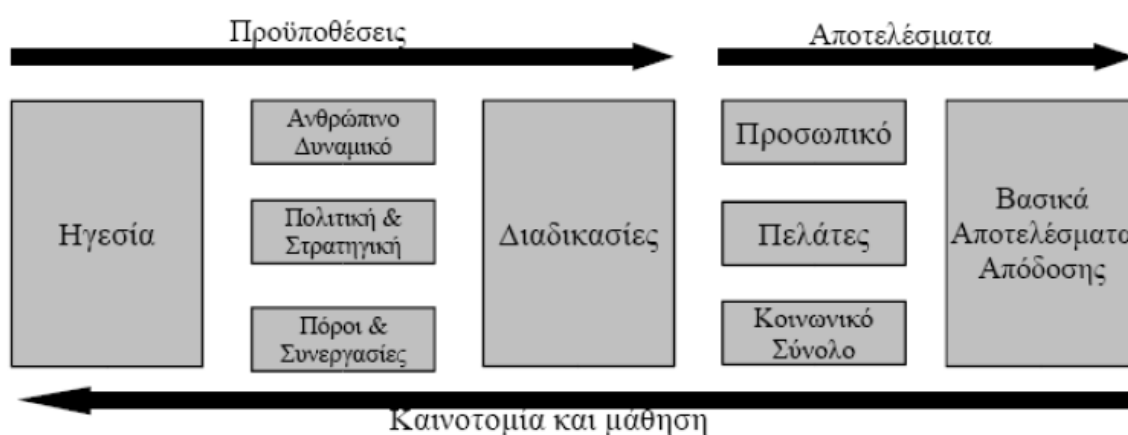 Προϋποθέσεις
Αποτελέσματα
Ηγεσία
Ανθρώπινο
Δυναμικό
Πολιτική &
Στρατηγική
Πόροι &
Συνεργασίες
Διαδικασίες
Προσωπικό
Πελάτες
Κοινωνικό
Σύνολο
Βασικά
Αποτελέσματα
Απόδοσης
Καινοτομία και μάθηση